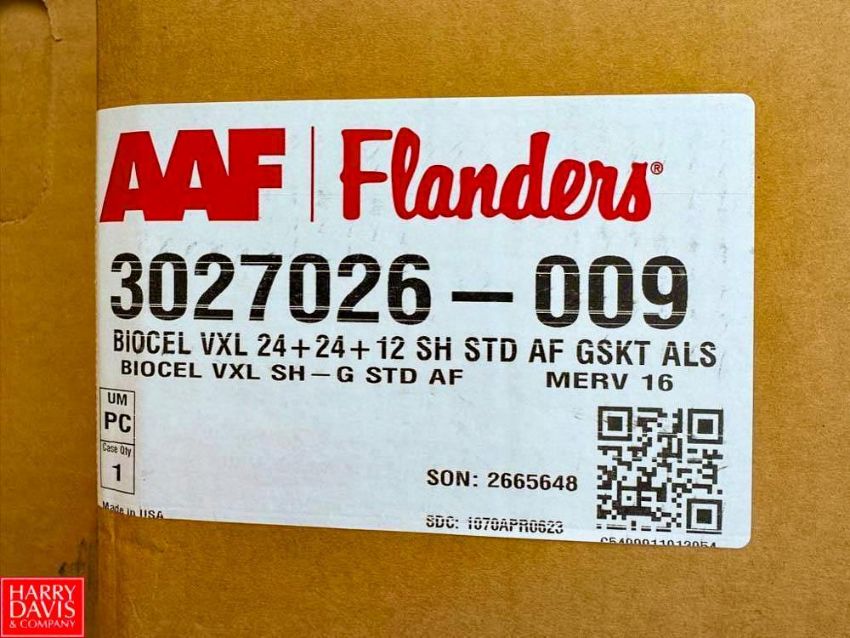 AAF | Flanders®
3027026-009
BIOCEL VXL 24+24+12 SH STD AF GSKT ALS
BIOCEL VXL SH-G STD AF MERV 16
UM
PC
Case Qty
1
SON: 2665648
Made in USA
SDC: 1070APR0623
HARRY
DAVIS
& COMPANY